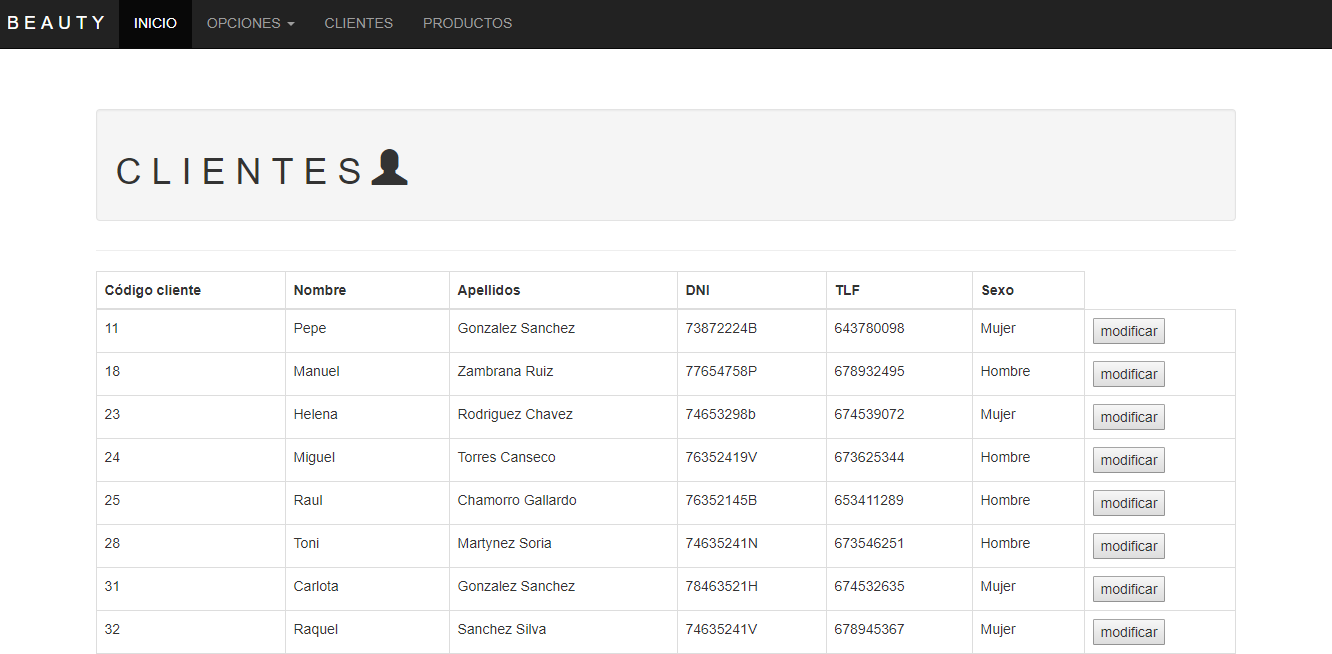 BEAUTY INICIO OPCIONES CLIENTES PRODUCTOS
CLIENTES
Código cliente Nombre Apellidos DNI TLF Sexo
11 Pepe Gonzalez Sanchez 73872224B 643780098 Mujer modificar
18 Manuel Zambrana Ruiz 77654758P 678932495 Hombre modificar
23 Helena Rodriguez Chavez 74653298b 674539072 Mujer modificar
24 Miguel Torres Canseco 76352419V 673625344 Hombre modificar
25 Raul Chamorro Gallardo 76352145B 653411289 Hombre modificar
28 Toni Martynez Soria 74635241N 673546251 Hombre modificar
31 Carlota Gonzalez Sanchez 78463521H 674532635 Mujer modificar
32 Raquel Sanchez Silva 74635241V 678945367 Mujer modificar